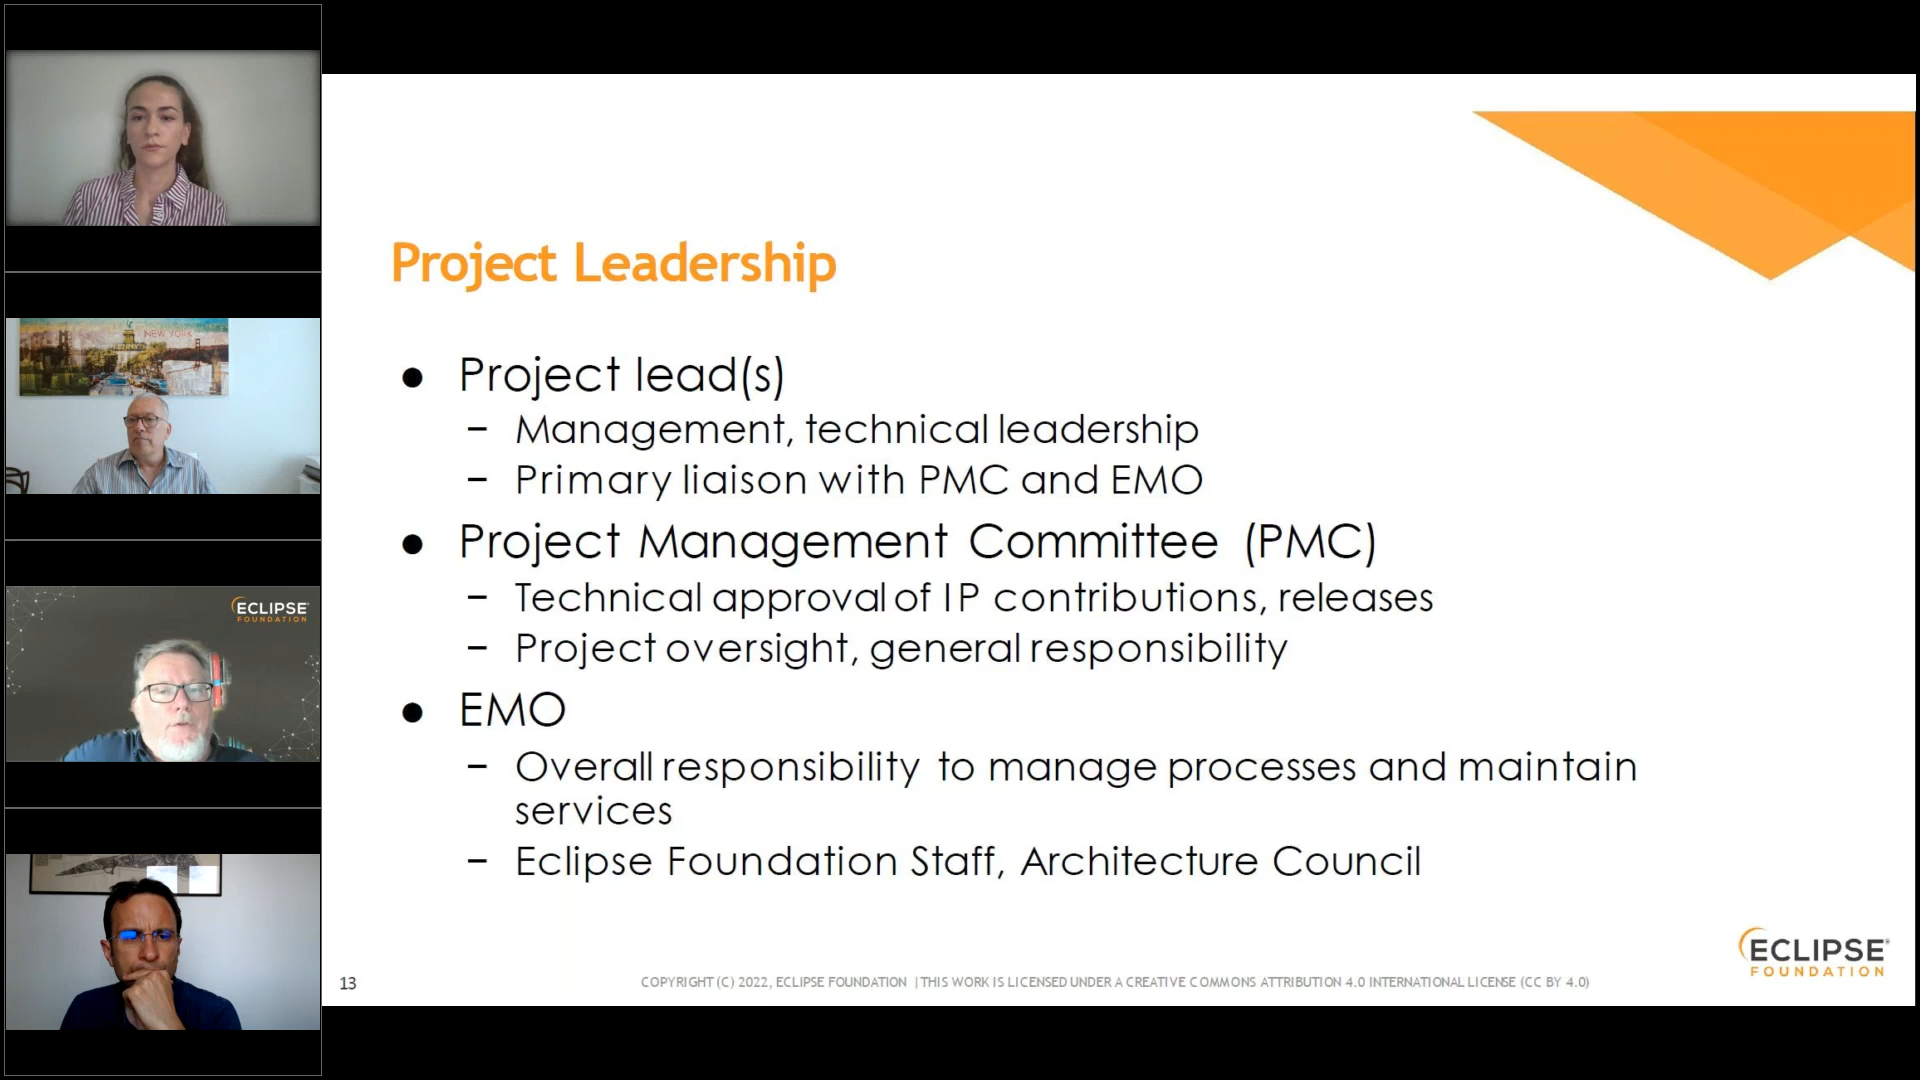 NEW YORK
ECLIPSE
FOUNDATION
Project Leadership
● Project lead(s)
– Management, technical leadership
– Primary liaison with PMC and EMO
● Project Management Committee (PMC)
– Technical approval of IP contributions, releases
– Project oversight, general responsibility
● EMO
– Overall responsibility to manage processes and maintain
services
– Eclipse Foundation Staff, Architecture Council
ECLIPSE®
FOUNDATION
13
COPYRIGHT (C) 2022, ECLIPSE FOUNDATION | THIS WORK IS LICENSED UNDER A CREATIVE COMMONS ATTRIBUTION 4.0 INTERNATIONAL LICENSE (CC BY 4.0)